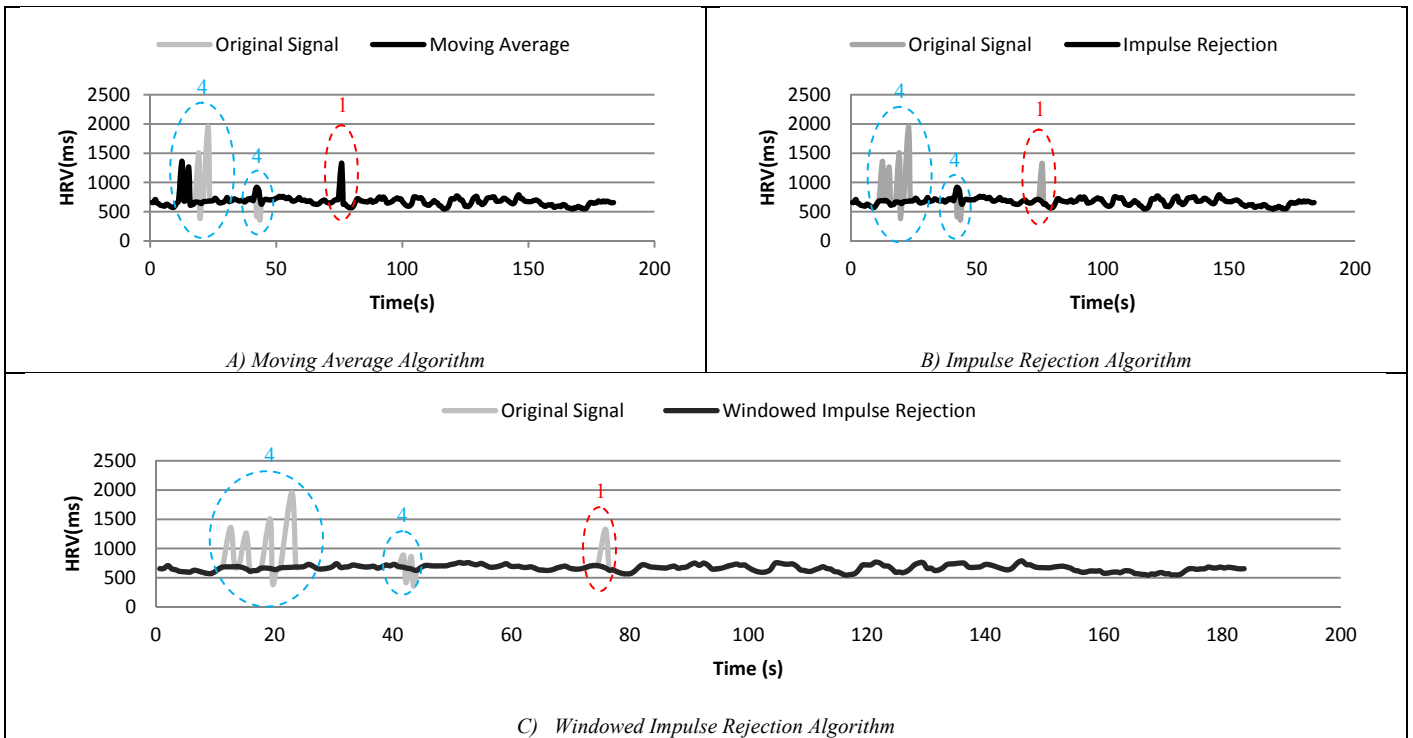 Original Signal Moving Average
4
4
1
HRV(ms)
2500
2000
1500
1000
500
0
0 50 100 150 200
Time(s)
A) Moving Average Algorithm
Original Signal Impulse Rejection
4
4
1
HRV(ms)
2500
2000
1500
1000
500
0
0 50 100 150 200
Time(s)
B) Impulse Rejection Algorithm
Original Signal Windowed Impulse Rejection
4
4
1
HRV(ms)
2500
2000
1500
1000
500
0
0 20 40 60 80 100 120 140 160 180 200
Time (s)
C) Windowed Impulse Rejection Algorithm